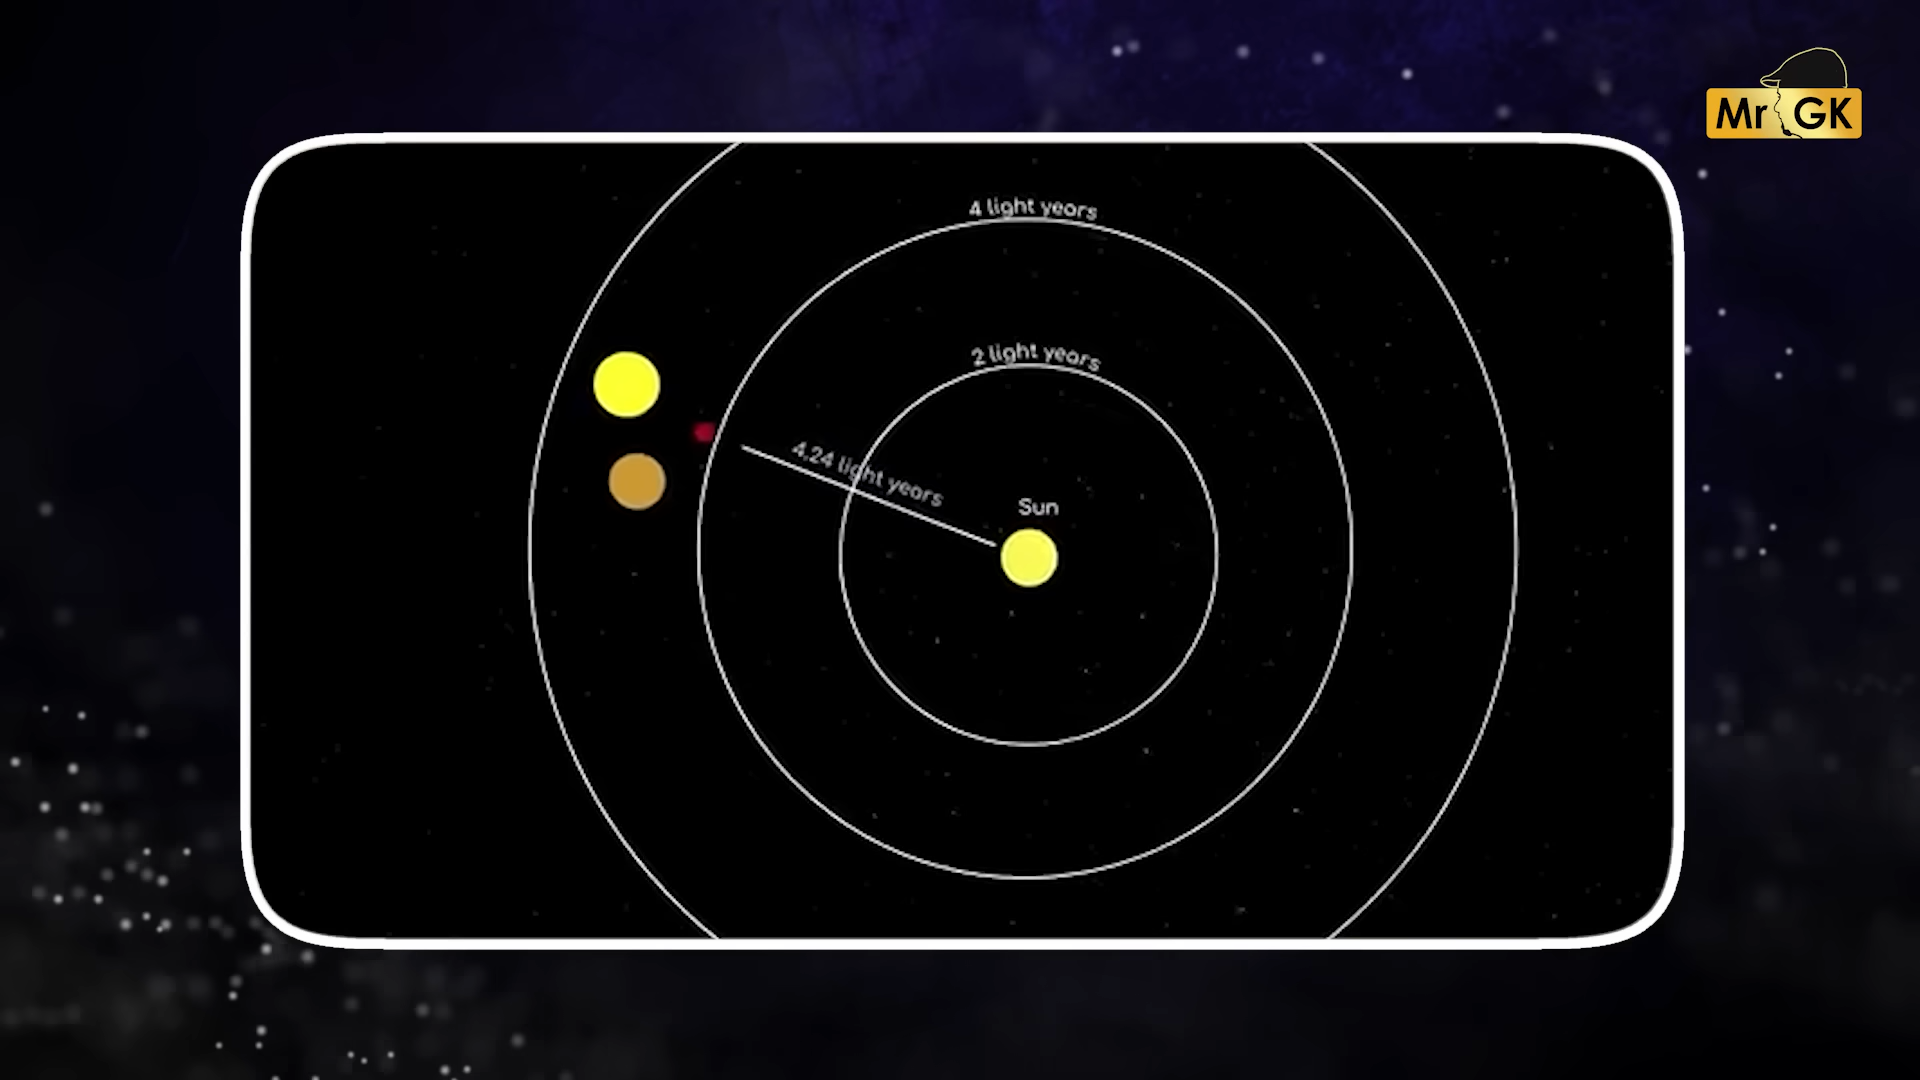 Mr GK
4 light years
2 light years
4.24 light years
Sun